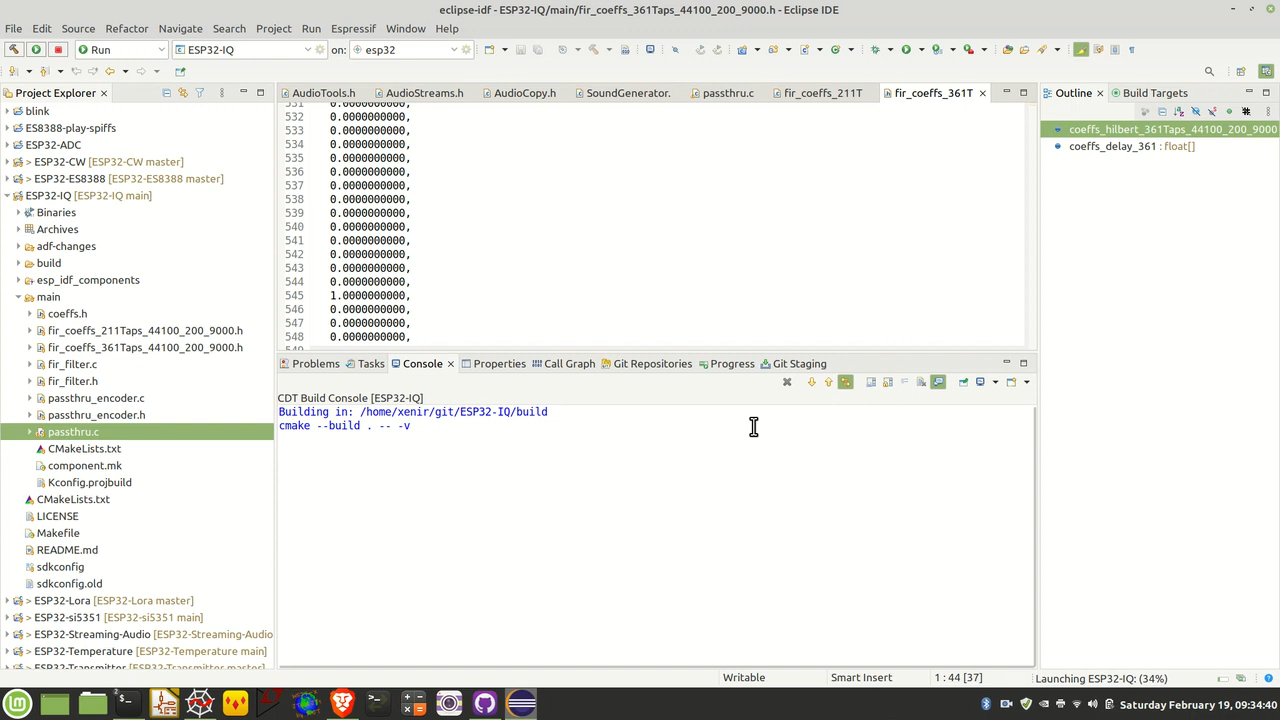 eclipse-idf - ESP32-IQ/main/fir_coeffs_361Taps_44100_200_9000.h - Eclipse IDE
File Edit Source Refactor Navigate Search Project Run Window Help
Run ESP32-IQ on: esp32
Project Explorer
blink
ES8388-play-spiffs
ESP32-ADC
> ESP32-CW [ESP32-CW master]
> ESP32-ES8388 [ESP32-ES8388 master]
ESP32-IQ [ESP32-IQ main]
Binaries
Archives
adf-changes
build
esp_idf_components
main
coeffs.h
fir_coeffs_211Taps_44100_200_9000.h
fir_coeffs_361Taps_44100_200_9000.h
fir_filter.c
fir_filter.h
passthru_encoder.c
passthru_encoder.h
passthru.c
CMakeLists.txt
component.mk
Kconfig.projbuild
CMakeLists.txt
LICENSE
Makefile
README.md
sdkconfig
sdkconfig.old
> ESP32-Lora [ESP32-Lora master]
> ESP32-si5351 [ESP32-si5351 main]
> ESP32-Streaming-Audio [ESP32-Streaming-Audio
> ESP32-Temperature [ESP32-Temperature main]
> ESP32-Transmitter [ESP32-Transmitter master]
AudioTools.h AudioStreams.h AudioCopy.h SoundGenerator. passthru.c fir_coeffs_211T fir_coeffs_361T
531 0.0000000000,
532 0.0000000000,
533 0.0000000000,
534 0.0000000000,
535 0.0000000000,
536 0.0000000000,
537 0.0000000000,
538 0.0000000000,
539 0.0000000000,
540 0.0000000000,
541 0.0000000000,
542 0.0000000000,
543 0.0000000000,
544 0.0000000000,
545 1.0000000000,
546 0.0000000000,
547 0.0000000000,
548 0.0000000000,
549
Problems Tasks Console Properties Call Graph Git Repositories Progress Git Staging
CDT Build Console [ESP32-IQ]
Building in: /home/xenir/git/ESP32-IQ/build
cmake --build . -- -v
Outline Build Targets
coeffs_hilbert_361Taps_44100_200_9000
coeffs_delay_361 : float[]
Writable Smart Insert 1 : 44 [37] Launching ESP32-IQ: (34%)
Saturday February 19, 09:34:40